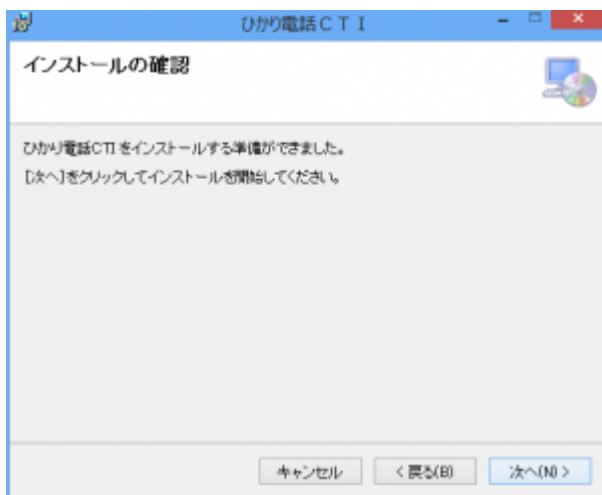 ひかり電話ＣＴＩ
インストールの確認
ひかり電話CTI をインストールする準備ができました。
[次へ]をクリックしてインストールを開始してください。
キャンセル
< 戻る(B)
次へ(N) >